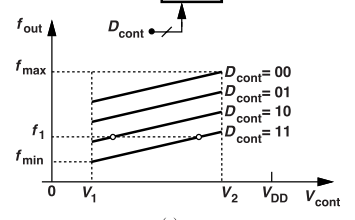 D_cont
f_out
f_max
D_cont = 00
D_cont = 01
D_cont = 10
f_1
D_cont = 11
f_min
0
V_1
V_2
V_DD
V_cont